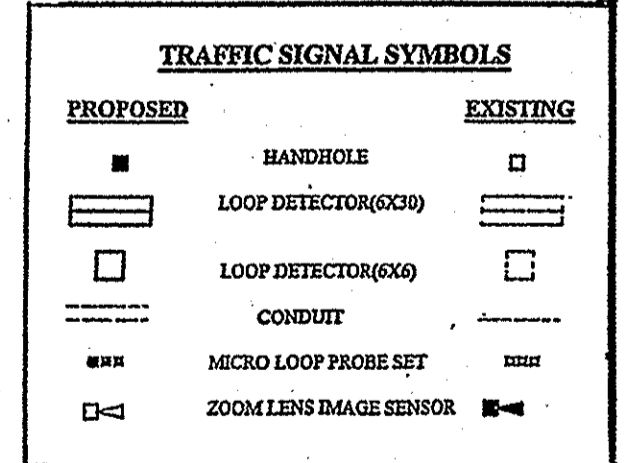 TRAFFIC SIGNAL SYMBOLS
PROPOSED EXISTING
HANDHOLE
LOOP DETECTOR(6X30)
LOOP DETECTOR(6X6)
CONDUIT
MICRO LOOP PROBE SET
ZOOM LENS IMAGE SENSOR